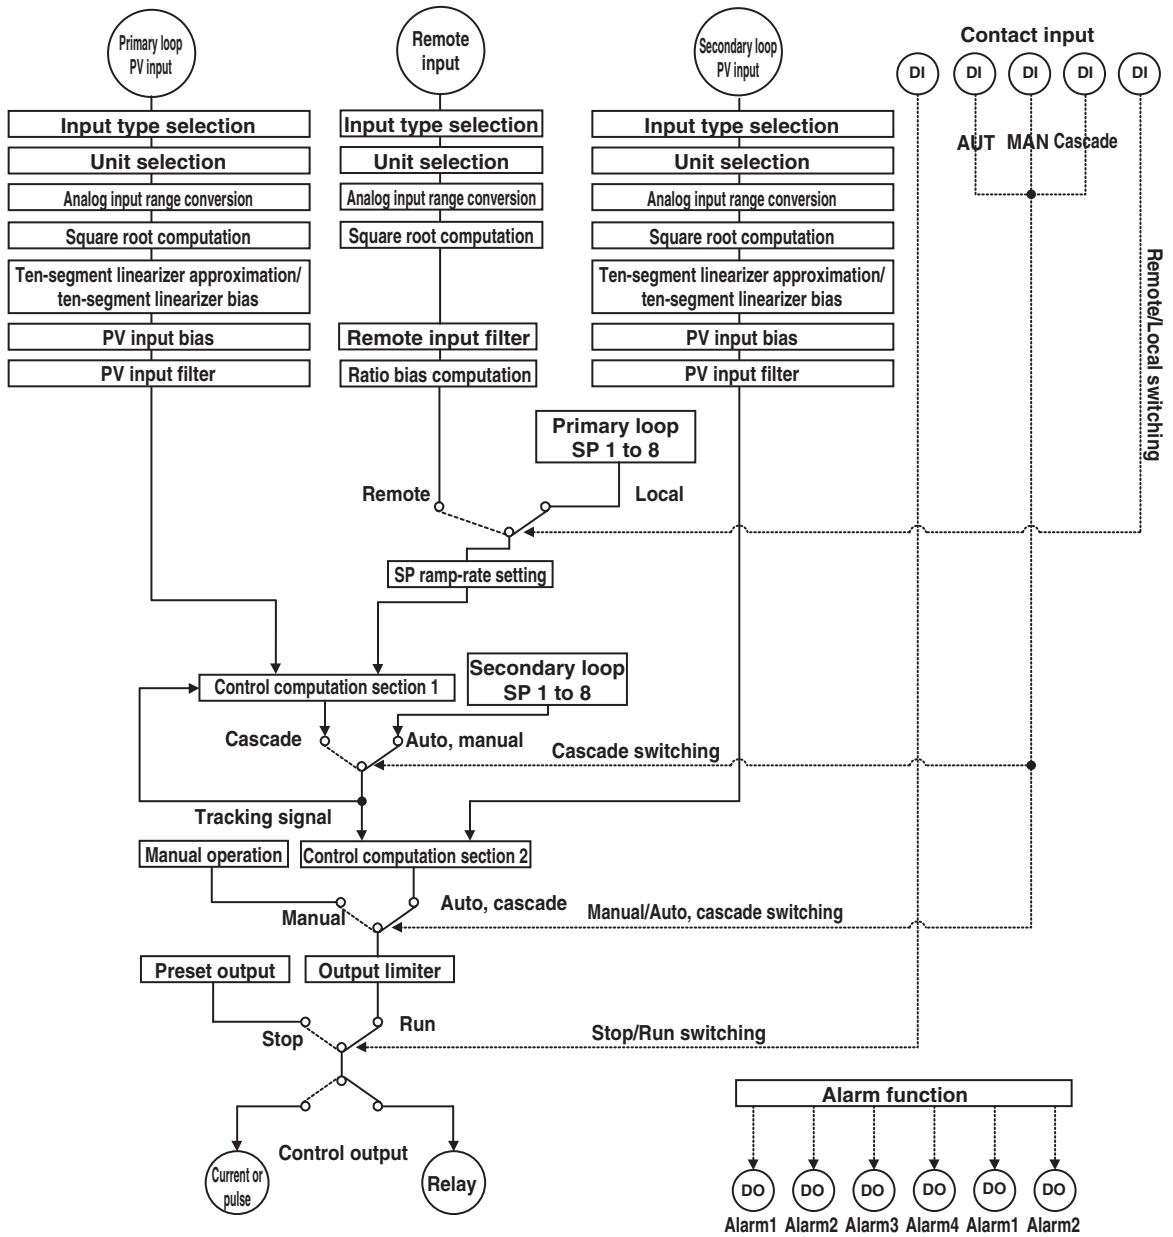 Primary loop
PV input
Remote
input
Secondary loop
PV input
Contact input
DI
DI
DI
DI
DI
AUT
MAN
Cascade
Remote/Local switching
Input type selection
Input type selection
Input type selection
Unit selection
Unit selection
Unit selection
Analog input range conversion
Analog input range conversion
Analog input range conversion
Square root computation
Square root computation
Square root computation
Ten-segment linearizer approximation/
ten-segment linearizer bias
Ten-segment linearizer approximation/
ten-segment linearizer bias
PV input bias
Remote input filter
PV input bias
PV input filter
Ratio bias computation
PV input filter
Primary loop
SP 1 to 8
Remote
Local
SP ramp-rate setting
Control computation section 1
Secondary loop
SP 1 to 8
Cascade
Auto, manual
Cascade switching
Tracking signal
Manual operation
Control computation section 2
Manual
Auto, cascade
Manual/Auto, cascade switching
Preset output
Output limiter
Stop
Run
Stop/Run switching
Control output
Current or
pulse
Relay
Alarm function
DO
DO
DO
DO
DO
DO
Alarm1
Alarm2
Alarm3
Alarm4
Alarm1
Alarm2